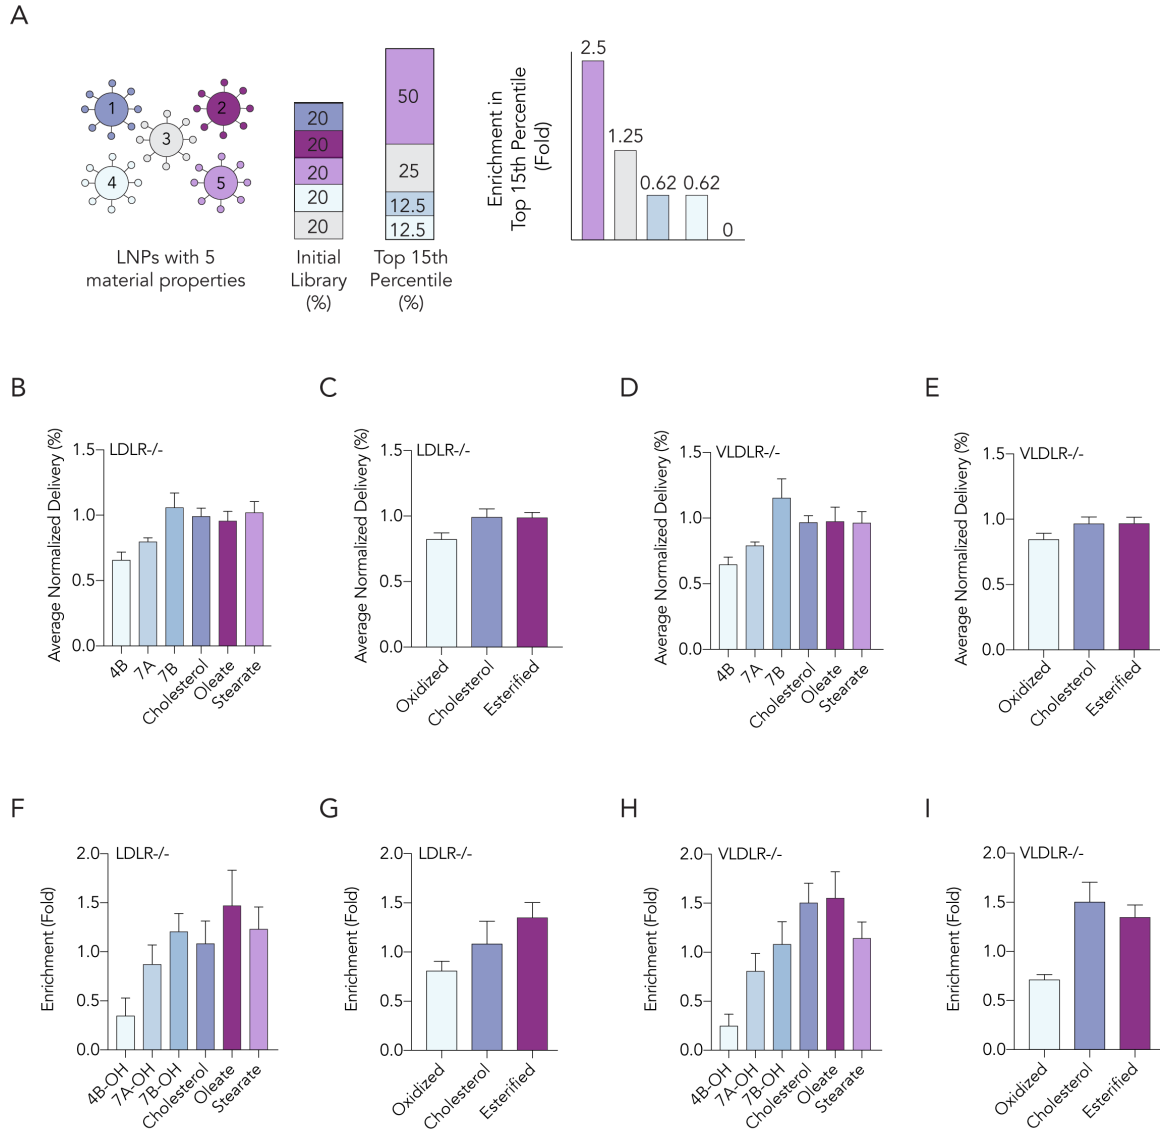 A
1
2
3
4
5
LNPs with 5
material properties
20
20
20
20
20
Initial
Library
(%)
50
25
12.5
12.5
Top 15th
Percentile
(%)
Enrichment in
Top 15th Percentile
(Fold)
2.5
1.25
0.62
0.62
0
B
Average Normalized Delivery (%)
LDLR-/-
1.5
1.0
0.5
0.0
4B
7A
7B
Cholesterol
Oleate
Stearate
C
Average Normalized Delivery (%)
LDLR-/-
1.5
1.0
0.5
0.0
Oxidized
Cholesterol
Esterified
D
Average Normalized Delivery (%)
VLDLR-/-
1.5
1.0
0.5
0.0
4B
7A
7B
Cholesterol
Oleate
Stearate
E
Average Normalized Delivery (%)
VLDLR-/-
1.5
1.0
0.5
0.0
Oxidized
Cholesterol
Esterified
F
Enrichment (Fold)
LDLR-/-
2.0
1.5
1.0
0.5
0.0
4B-OH
7A-OH
7B-OH
Cholesterol
Oleate
Stearate
G
Enrichment (Fold)
LDLR-/-
2.0
1.5
1.0
0.5
0.0
Oxidized
Cholesterol
Esterified
H
Enrichment (Fold)
VLDLR-/-
2.0
1.5
1.0
0.5
0.0
4B-OH
7A-OH
7B-OH
Cholesterol
Oleate
Stearate
I
Enrichment (Fold)
VLDLR-/-
2.0
1.5
1.0
0.5
0.0
Oxidized
Cholesterol
Esterified